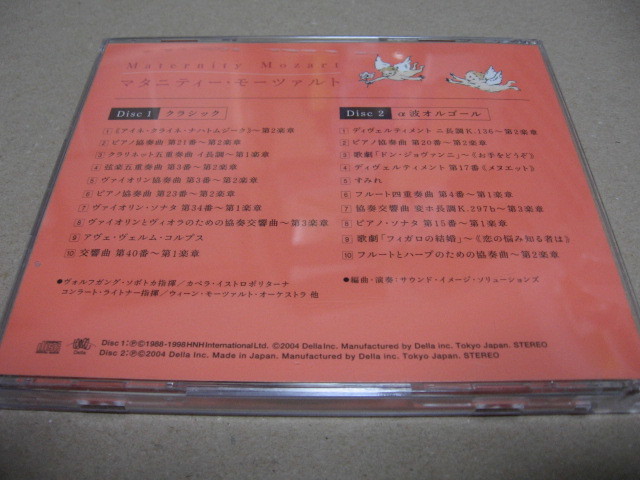 Maternity Mozart
マタニティー・モーツァルト
Disc 1 クラシック
1 《アイネ・クライネ・ナハトムジーク》～第2楽章
2 ピアノ協奏曲 第21番～第2楽章
3 クラリネット五重奏曲 イ長調～第1楽章
4 弦楽五重奏曲 第3番～第2楽章
5 ヴァイオリン協奏曲 第3番～第2楽章
6 ピアノ協奏曲 第23番～第2楽章
7 ヴァイオリン・ソナタ 第34番～第1楽章
8 ヴァイオリンとヴィオラのための協奏交響曲～第3楽章
9 アヴェ・ヴェルム・コルプス
10 交響曲 第40番～第1楽章
●ヴォルフガング・ソボトカ指揮／カペラ・イストロポリターナ
コンラート・ライトナー指揮／ウィーン・モーツァルト・オーケストラ 他
Disc 2 α波オルゴール
1 ディヴェルティメント ニ長調K.136～第2楽章
2 ピアノ協奏曲 第20番～第2楽章
3 歌劇「ドン・ジョヴァンニ」～《お手をどうぞ》
4 ディヴェルティメント 第17番《メヌエット》
5 すみれ
6 フルート四重奏曲 第4番～第1楽章
7 協奏交響曲 変ホ長調K.297b～第3楽章
8 ピアノ・ソナタ 第15番～第1楽章
9 歌劇「フィガロの結婚」～《恋の悩み知る者は》
10 フルートとハープのための協奏曲～第2楽章
●編曲・演奏：サウンド・イメージ・ソリューションズ
Della
Disc 1:Ⓟ©1988-1998HNH International Ltd. ©2004 Della Inc. Manufactured by Della inc. Tokyo Japan. STEREO
Disc 2:Ⓟ©2004 Della Inc. Made in Japan. Manufactured by Della inc. Tokyo Japan. STEREO